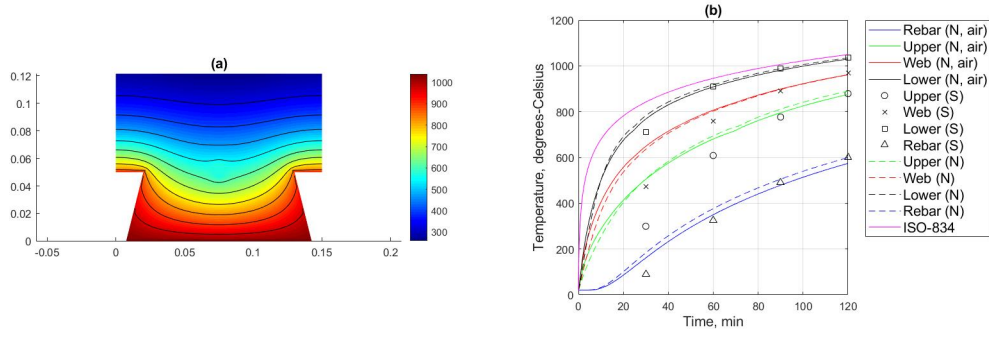 (a)
0.12
0.1
0.08
0.06
0.04
0.02
0
-0.05
0
0.05
0.1
0.15
0.2
1000
900
800
700
600
500
400
300
(b)
1200
1000
800
600
400
200
0
0
20
40
60
80
100
120
Temperature, degrees-Celsius
Time, min
Rebar (N, air)
Upper (N, air)
Web (N, air)
Lower (N, air)
Upper (S)
Web (S)
Lower (S)
Rebar (S)
Upper (N)
Web (N)
Lower (N)
Rebar (N)
ISO-834